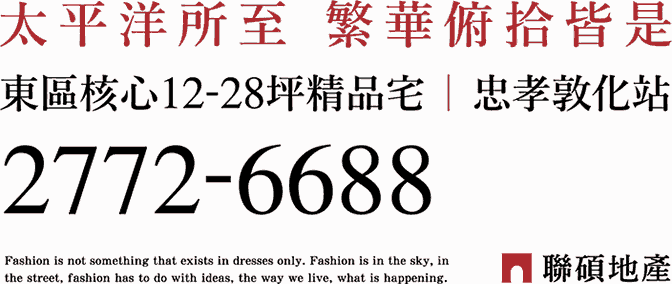 太平洋所至 繁華俯拾皆是
東區核心12-28坪精品宅｜忠孝敦化站
2772-6688
Fashion is not something that exists in dresses only. Fashion is in the sky, in
the street, fashion has to do with ideas, the way we live, what is happening.
聯碩地產